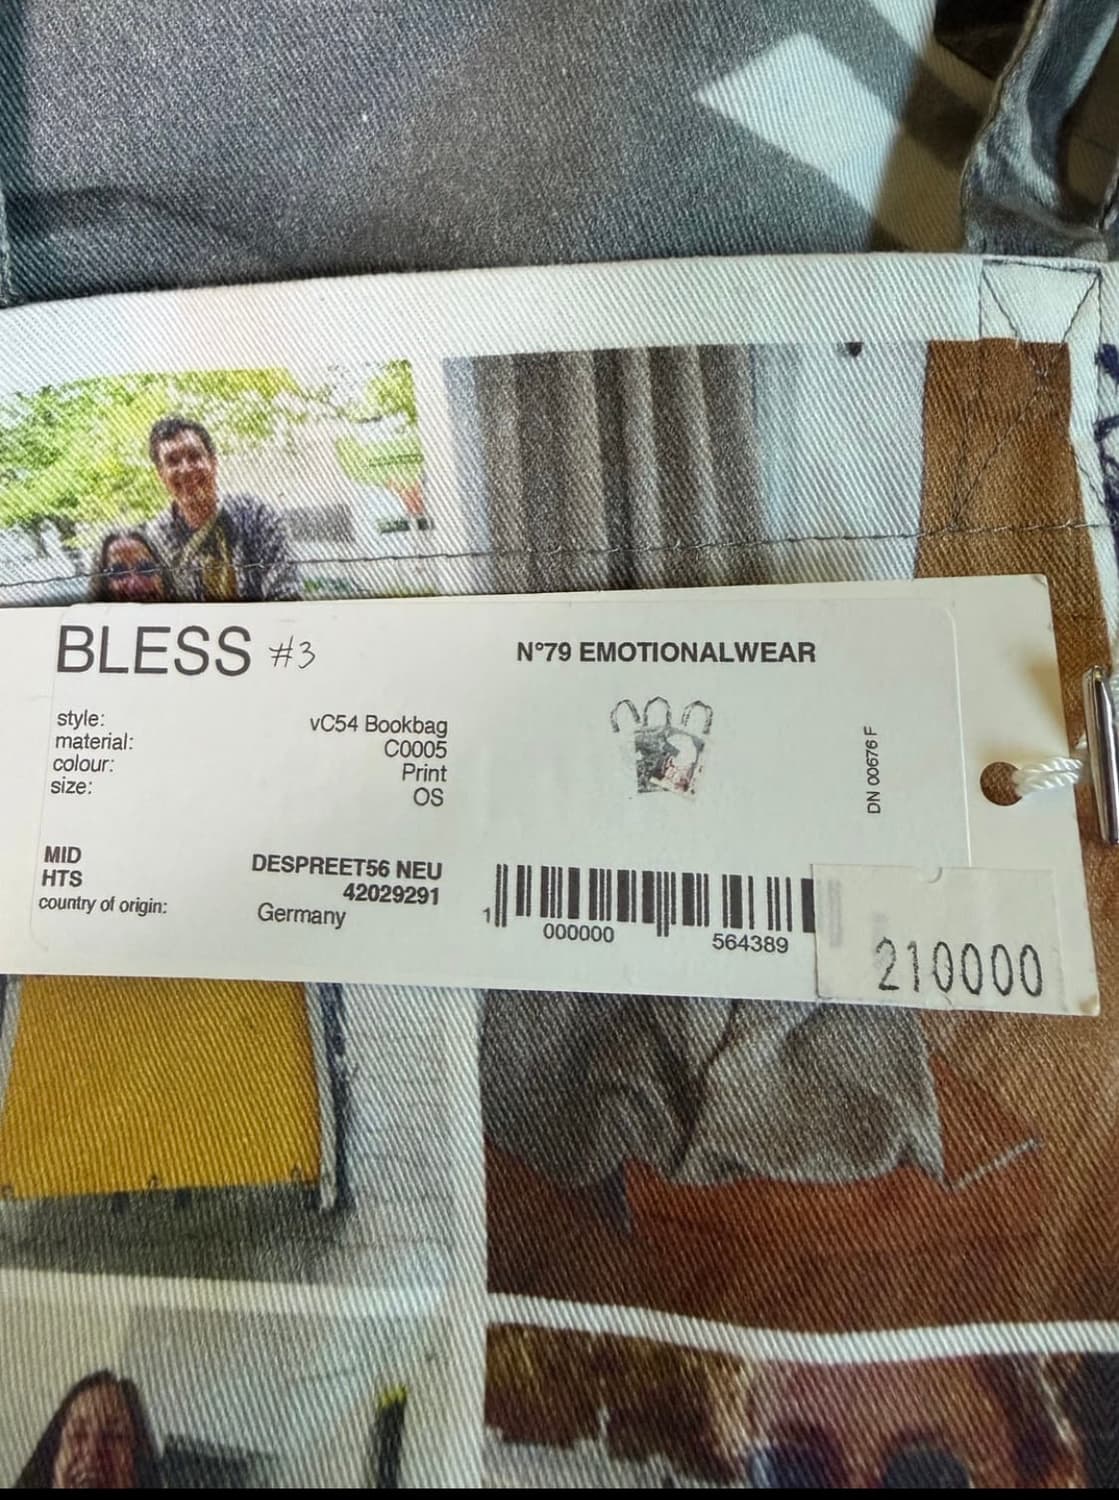 BLESS #3
N°79 EMOTIONALWEAR
style: vC54 Bookbag
material: C0005
colour: Print
size: OS
DN 00676 F
MID DESPREET56 NEU
HTS 42029291
country of origin: Germany
1 000000 564389
210000